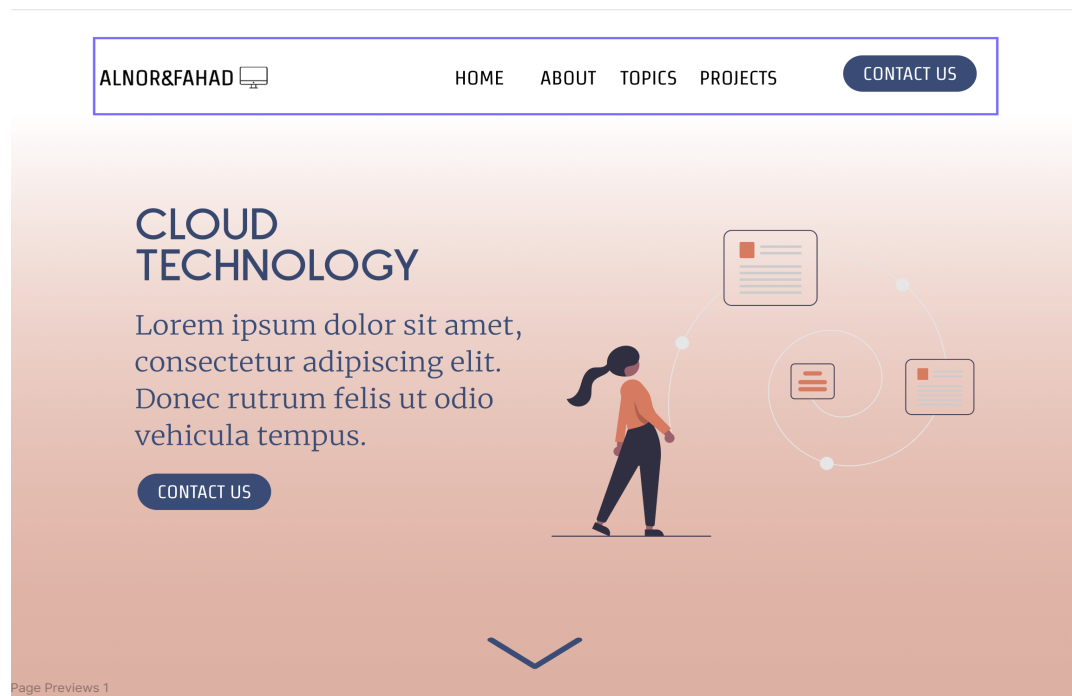 ALNOR&FAHAD
HOME ABOUT TOPICS PROJECTS CONTACT US
CLOUD
TECHNOLOGY
Lorem ipsum dolor sit amet,
consectetur adipiscing elit.
Donec rutrum felis ut odio
vehicula tempus.
CONTACT US
Page Previews 1